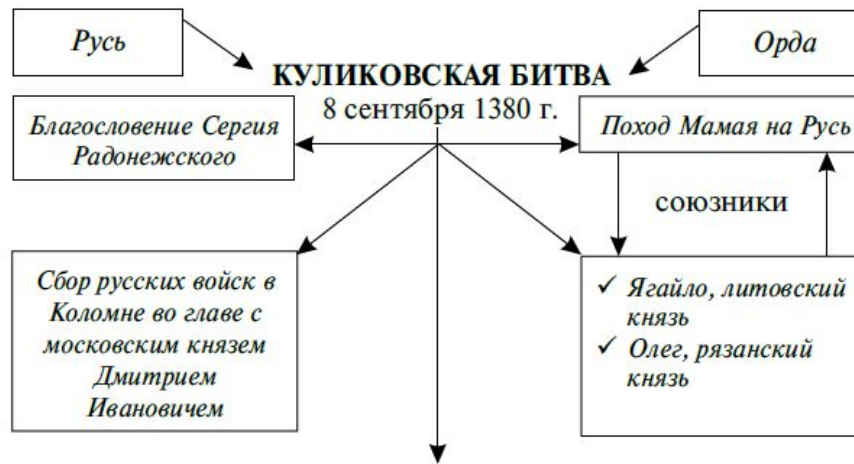 Русь
Орда
КУЛИКОВСКАЯ БИТВА
8 сентября 1380 г.
Благословение Сергия
Радонежского
Поход Мамая на Русь
союзники
Сбор русских войск в
Коломне во главе с
московским князем
Дмитрием
Ивановичем
✓ Ягайло, литовский
князь
✓ Олег, рязанский
князь